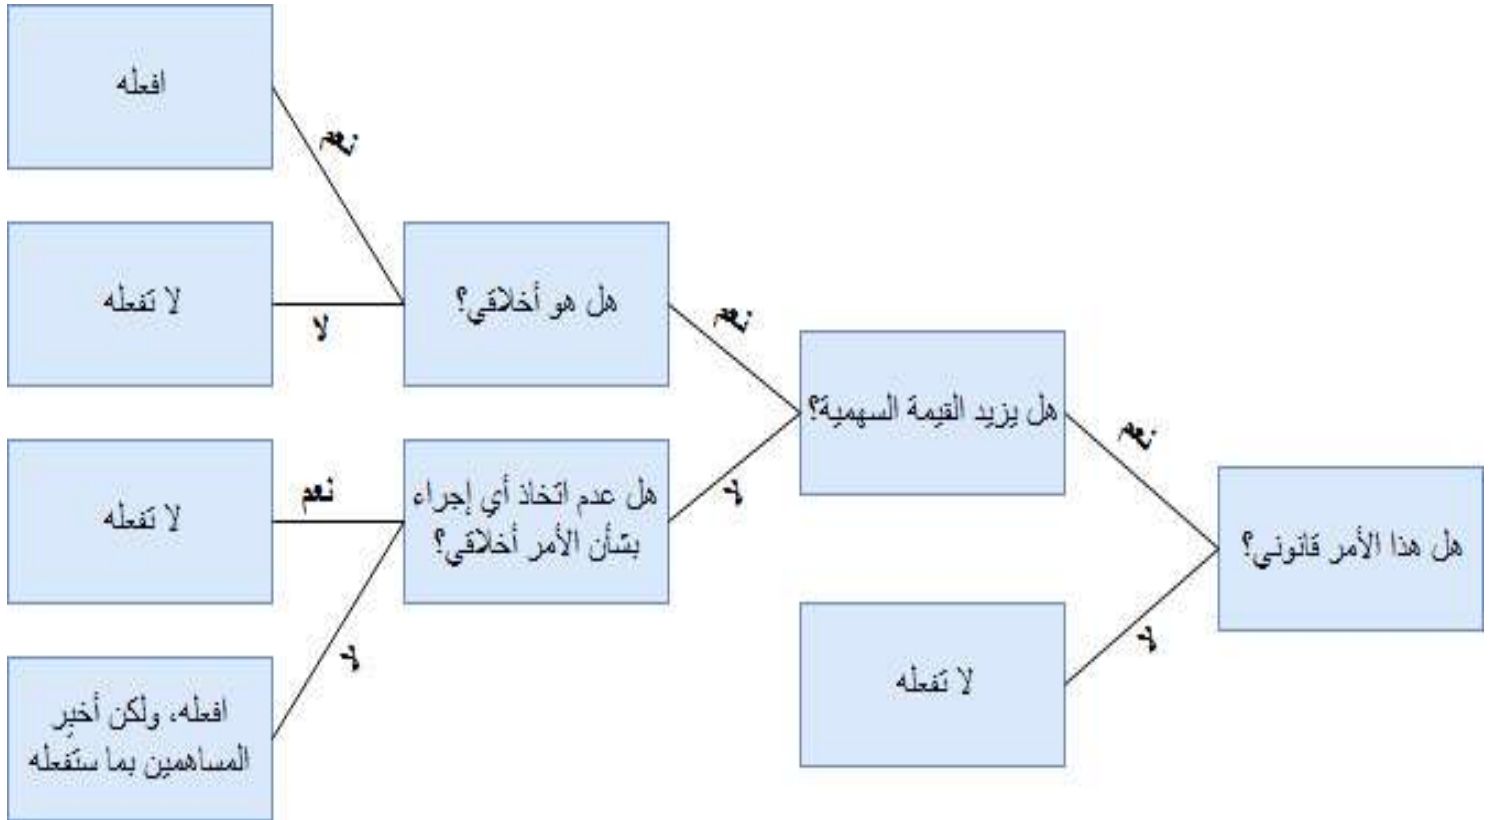 هل هذا الأمر قانوني؟
نعم
لا
هل يزيد القيمة السهمية؟
لا تفعله
نعم
لا
هل هو أخلاقي؟
هل عدم اتخاذ أي إجراء
بشأن الأمر أخلاقي؟
نعم
لا
نعم
لا
افعله
لا تفعله
لا تفعله
افعله، ولكن أخبر
المساهمين بما ستفعله